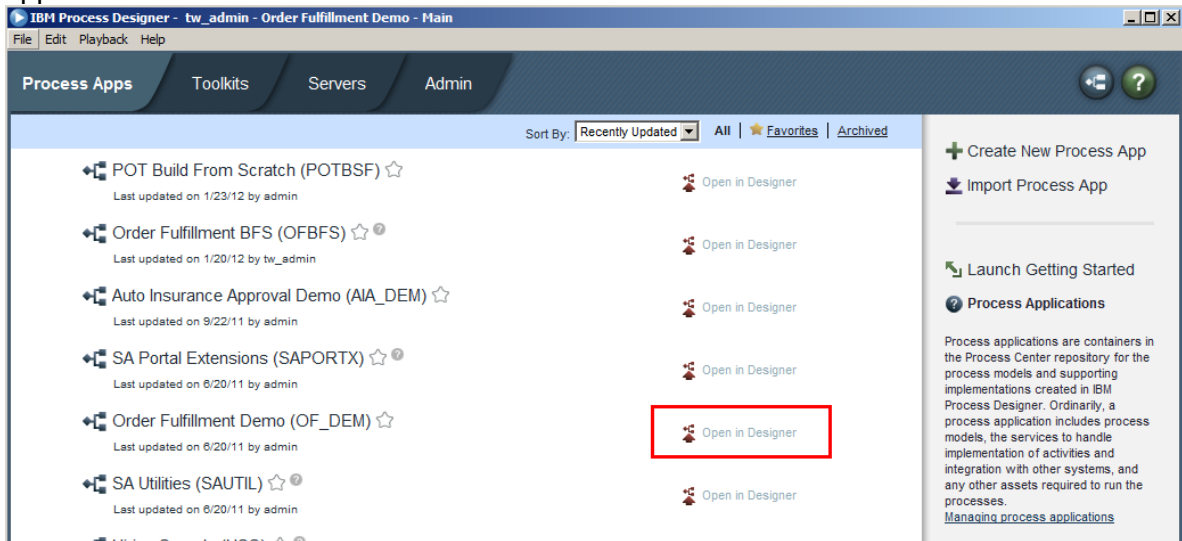 IBM Process Designer - tw_admin - Order Fulfillment Demo - Main
File Edit Playback Help
Process Apps Toolkits Servers Admin
Sort By: Recently Updated All | Favorites | Archived
POT Build From Scratch (POTBSF)
Last updated on 1/23/12 by admin
Open in Designer
Order Fulfillment BFS (OFBFS)
Last updated on 1/20/12 by tw_admin
Open in Designer
Auto Insurance Approval Demo (AIA_DEM)
Last updated on 9/22/11 by admin
Open in Designer
SA Portal Extensions (SAPORTX)
Last updated on 6/20/11 by admin
Open in Designer
Order Fulfillment Demo (OF_DEM)
Last updated on 6/20/11 by admin
Open in Designer
SA Utilities (SAUTIL)
Last updated on 6/20/11 by admin
Open in Designer
Create New Process App
Import Process App
Launch Getting Started
Process Applications
Process applications are containers in
the Process Center repository for the
process models and supporting
implementations created in IBM
Process Designer. Ordinarily, a
process application includes process
models, the services to handle
implementation of activities and
integration with other systems, and
any other assets required to run the
processes.
Managing process applications